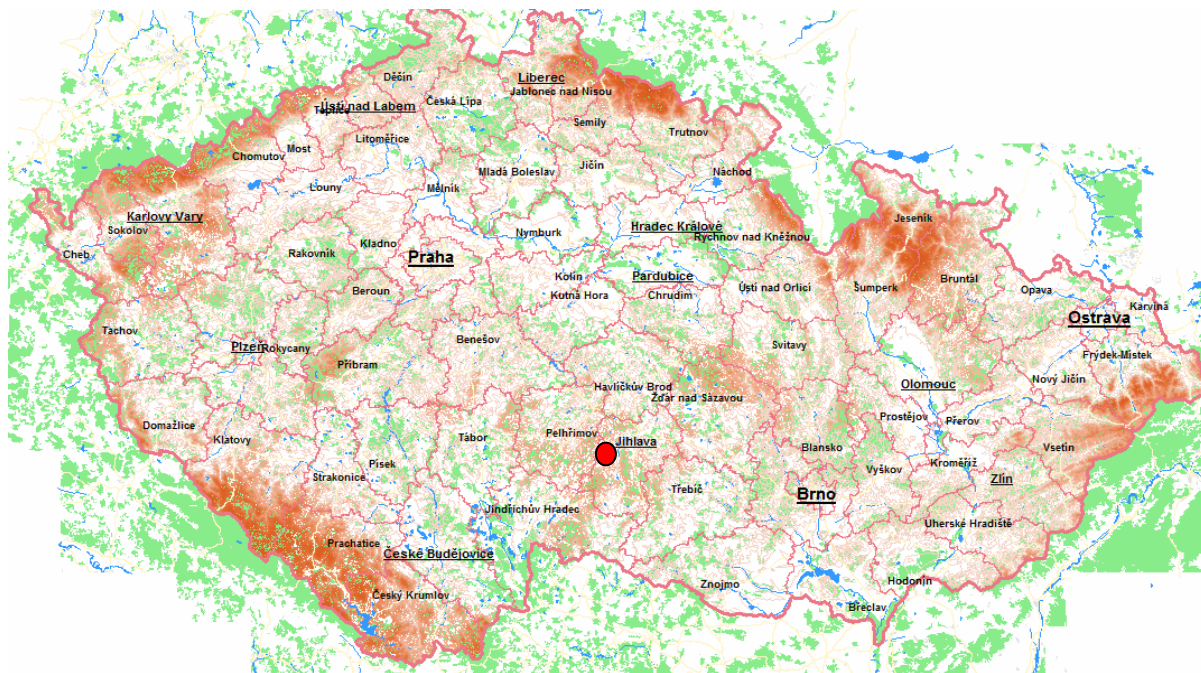 Děčín
Liberec
Jablonec nad Nisou
Česká Lípa
Ústí nad Labem
Teplice
Semily
Trutnov
Litoměřice
Most
Chomutov
Jičín
Mladá Boleslav
Náchod
Louny
Mělník
Karlovy Vary
Sokolov
Jeseník
Hradec Králové
Rychnov nad Kněžnou
Nymburk
Kladno
Rakovník
Cheb
Praha
Kolín
Pardubice
Bruntál
Beroun
Kutná Hora
Chrudim
Ústí nad Orlicí
Šumperk
Opava
Karviná
Ostrava
Tachov
Plzeň
Rokycany
Benešov
Svitavy
Frýdek-Místek
Příbram
Nový Jičín
Olomouc
Havlíčkův Brod
Žďár nad Sázavou
Prostějov
Přerov
Domažlice
Klatovy
Tábor
Pelhřimov
Jihlava
Blansko
Vsetín
Kroměříž
Vyškov
Písek
Strakonice
Třebíč
Zlín
Brno
Jindřichův Hradec
Uherské Hradiště
Prachatice
České Budějovice
Znojmo
Hodonín
Český Krumlov
Břeclav